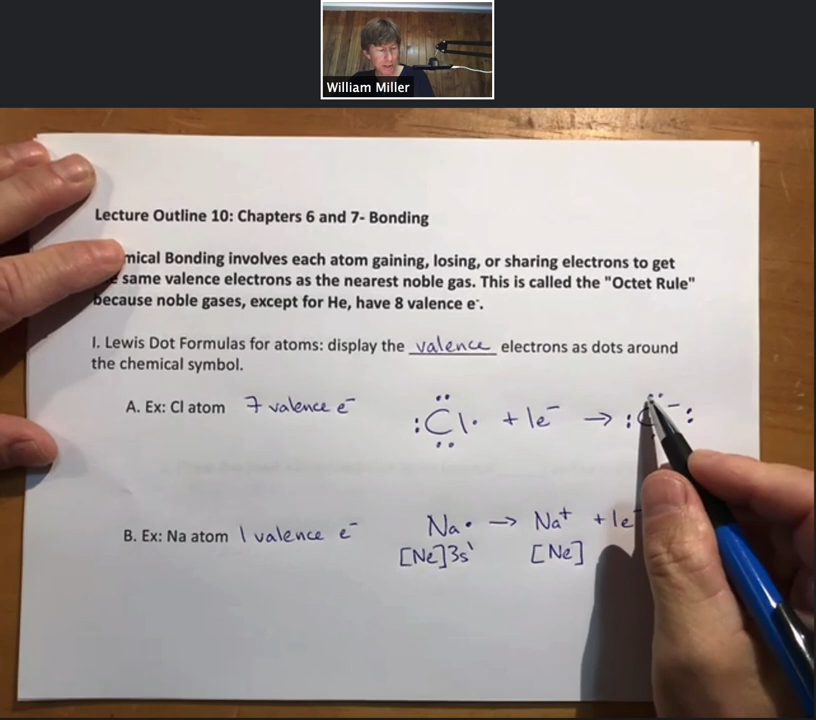 William Miller
Lecture Outline 10: Chapters 6 and 7- Bonding
mical Bonding involves each atom gaining, losing, or sharing electrons to get
same valence electrons as the nearest noble gas. This is called the "Octet Rule"
because noble gases, except for He, have 8 valence e⁻.
I. Lewis Dot Formulas for atoms: display the valence electrons as dots around
the chemical symbol.
A. Ex: Cl atom 7 valence e⁻ :Cl· + 1e⁻ → :C ⁻:
B. Ex: Na atom 1 valence e⁻ Na• → Na⁺ + 1e⁻
[Ne]3s¹ [Ne]